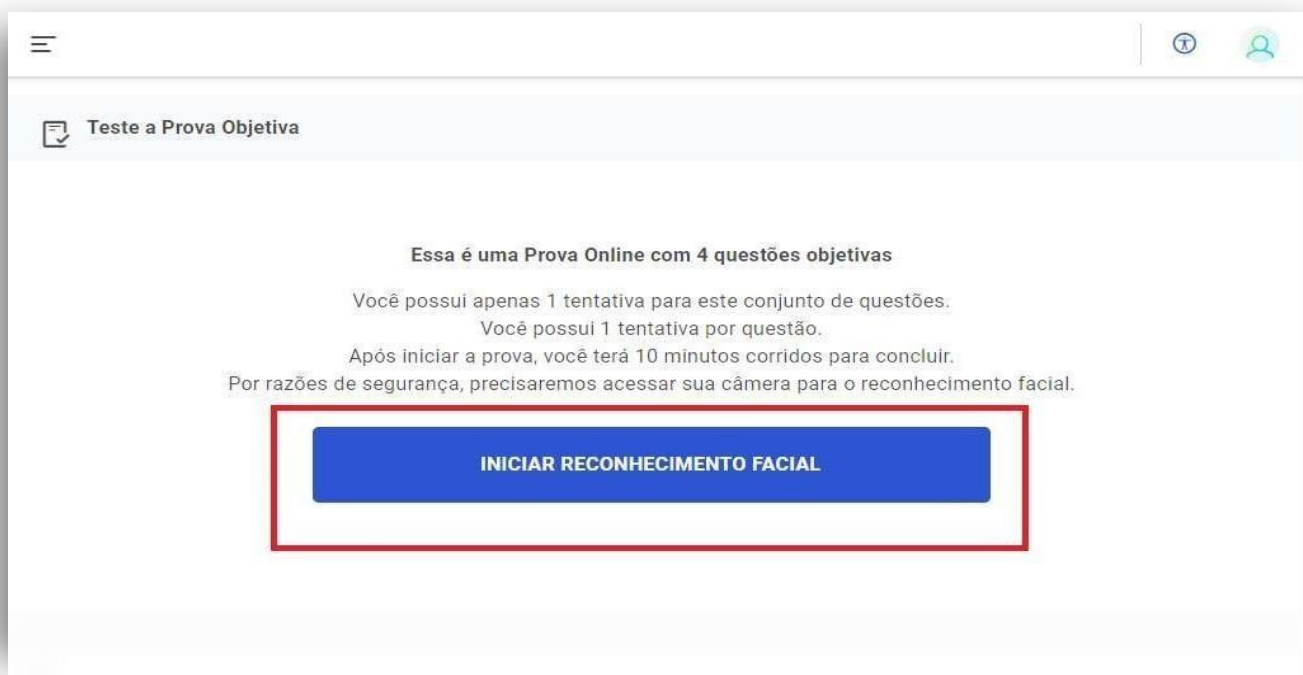 Teste a Prova Objetiva
Essa é uma Prova Online com 4 questões objetivas
Você possui apenas 1 tentativa para este conjunto de questões.
Você possui 1 tentativa por questão.
Após iniciar a prova, você terá 10 minutos corridos para concluir.
Por razões de segurança, precisaremos acessar sua câmera para o reconhecimento facial.
INICIAR RECONHECIMENTO FACIAL